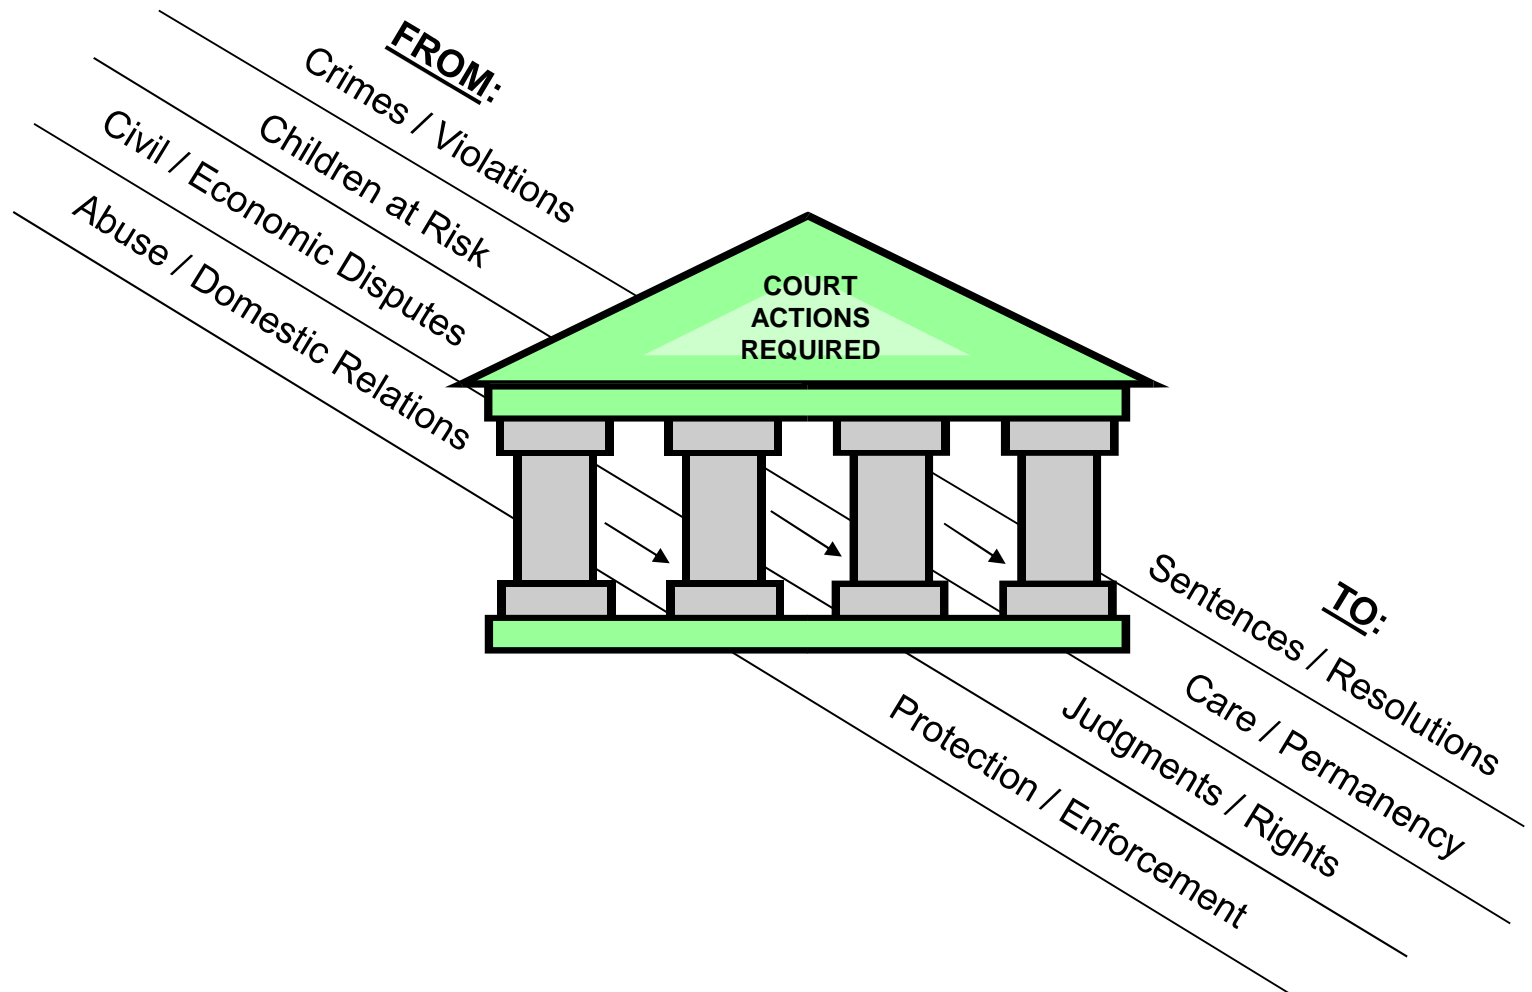 FROM:
Crimes / Violations
Children at Risk
Civil / Economic Disputes
Abuse / Domestic Relations
COURT
ACTIONS
REQUIRED
TO:
Sentences / Resolutions
Care / Permanency
Judgments / Rights
Protection / Enforcement